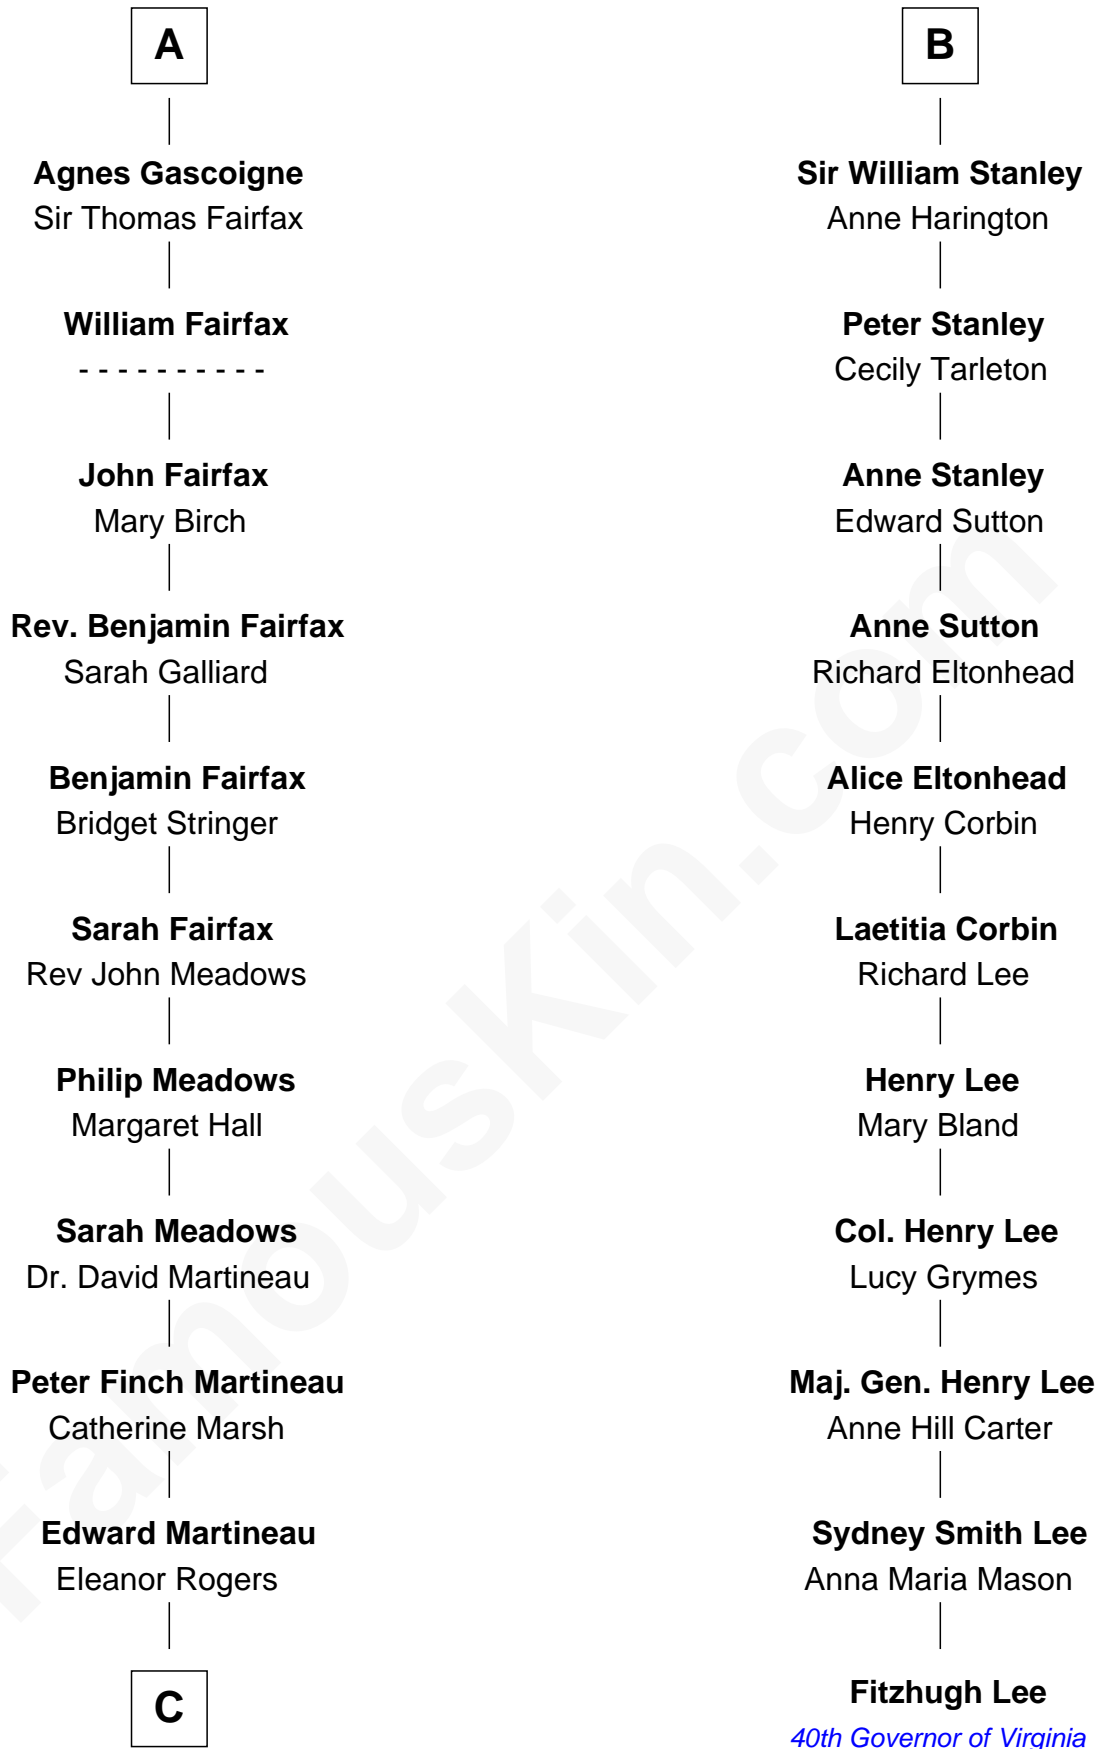 A
Agnes Gascoigne
Sir Thomas Fairfax
William Fairfax
- - - - - - - - - -
John Fairfax
Mary Birch
Rev. Benjamin Fairfax
Sarah Galliard
Benjamin Fairfax
Bridget Stringer
Sarah Fairfax
Rev John Meadows
Philip Meadows
Margaret Hall
Sarah Meadows
Dr. David Martineau
Peter Finch Martineau
Catherine Marsh
Edward Martineau
Eleanor Rogers
C
B
Sir William Stanley
Anne Harington
Peter Stanley
Cecily Tarleton
Anne Stanley
Edward Sutton
Anne Sutton
Richard Eltonhead
Alice Eltonhead
Henry Corbin
Laetitia Corbin
Richard Lee
Henry Lee
Mary Bland
Col. Henry Lee
Lucy Grymes
Maj. Gen. Henry Lee
Anne Hill Carter
Sydney Smith Lee
Anna Maria Mason
Fitzhugh Lee
40th Governor of Virginia
FamousKin.com